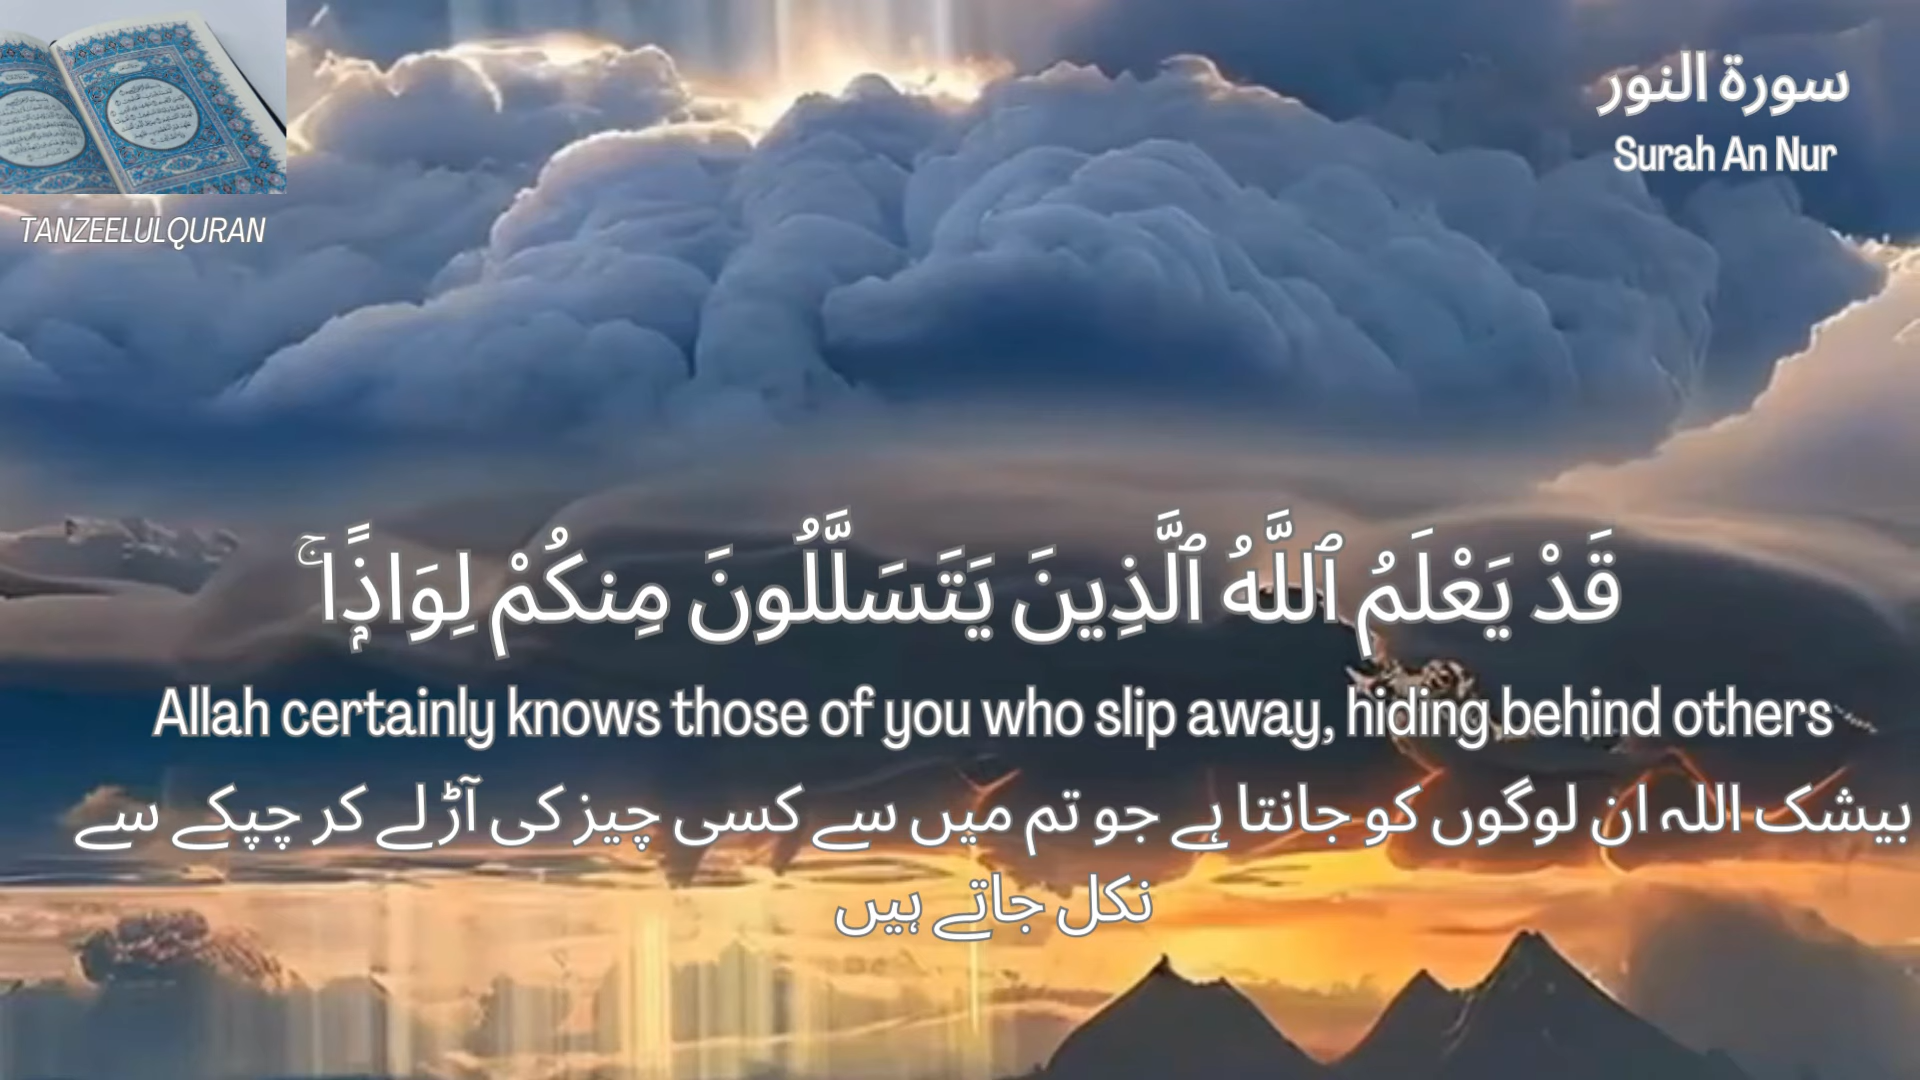 سورة النور
Surah An Nur
TANZEELULQURAN
قَدْ يَعْلَمُ ٱللَّهُ ٱلَّذِينَ يَتَسَلَّلُونَ مِنكُمْ لِوَاذًۭا ۚ
Allah certainly knows those of you who slip away, hiding behind others
بیشک اللہ ان لوگوں کو جانتا ہے جو تم میں سے کسی چیز کی آڑ لے کر چپکے سے
نکل جاتے ہیں